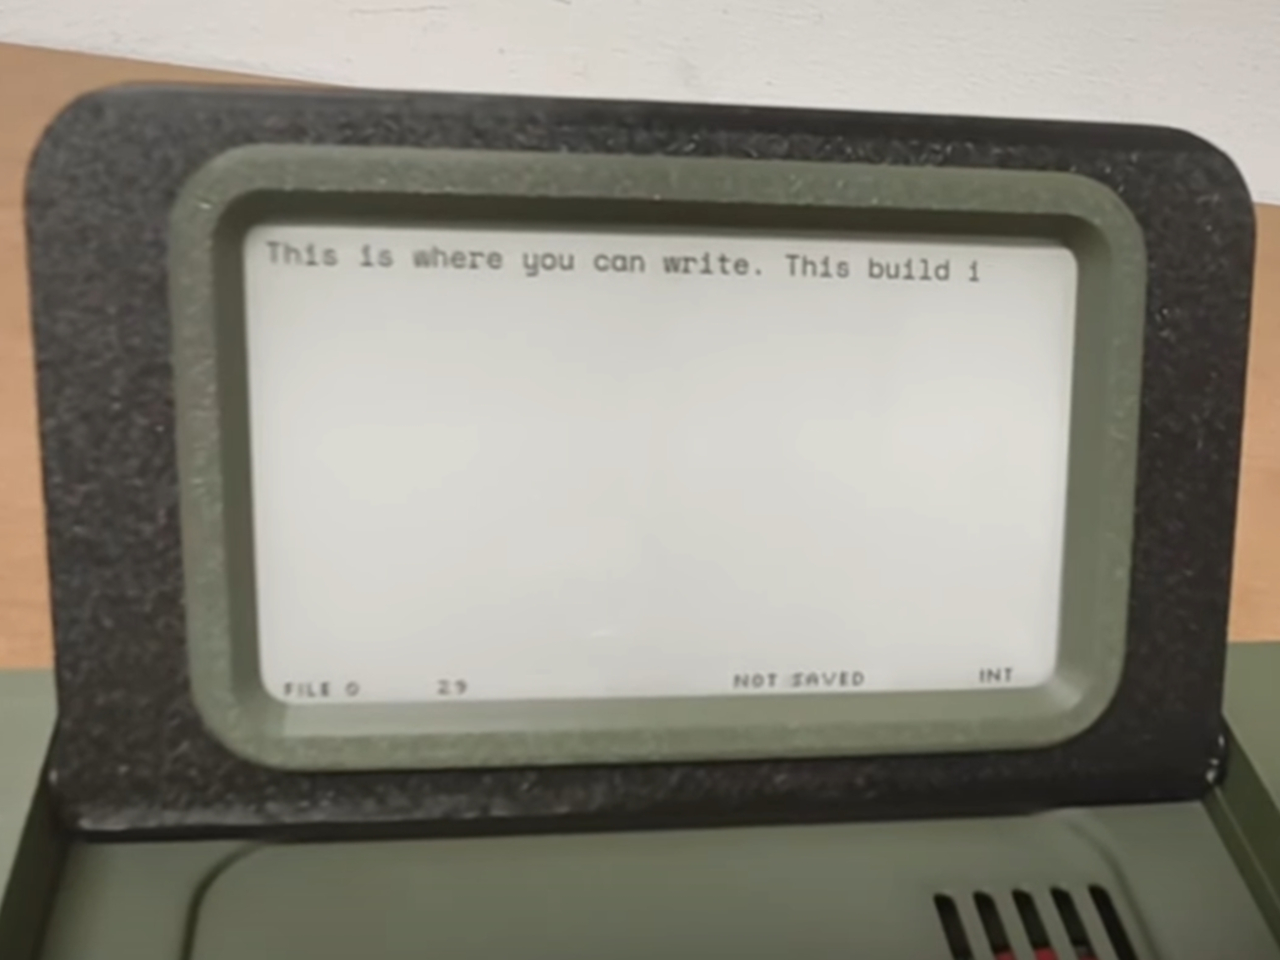 This is where you can write. This build i
FILE 0 29 NOT SAVED INT